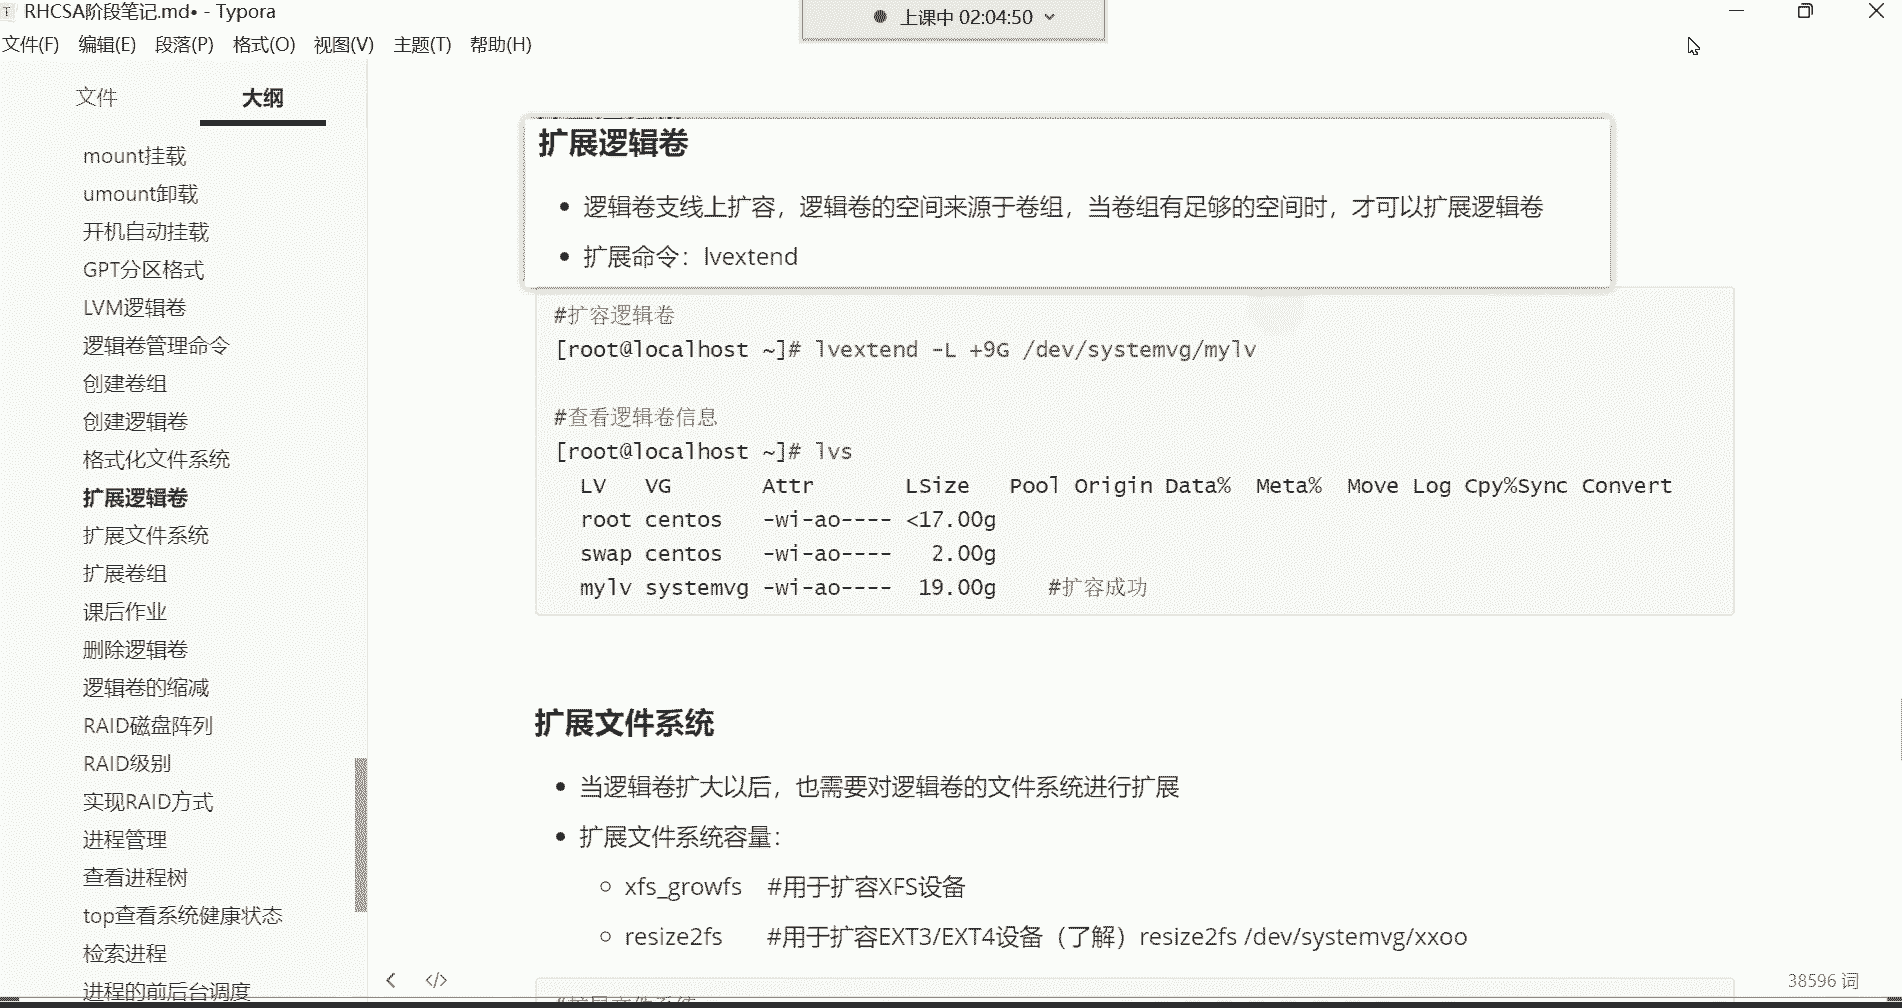 RHCSA阶段笔记.md• - Typora
上课中 02:04:50
文件(F) 编辑(E) 段落(P) 格式(O) 视图(V) 主题(T) 帮助(H)
文件 大纲
mount挂载
umount卸载
开机自动挂载
GPT分区格式
LVM逻辑卷
逻辑卷管理命令
创建卷组
创建逻辑卷
格式化文件系统
扩展逻辑卷
扩展文件系统
扩展卷组
课后作业
删除逻辑卷
逻辑卷的缩减
RAID磁盘阵列
RAID级别
实现RAID方式
进程管理
查看进程树
top查看系统健康状态
检索进程
进程的前后台调度
扩展逻辑卷
逻辑卷支线上扩容，逻辑卷的空间来源于卷组，当卷组有足够的空间时，才可以扩展逻辑卷
扩展命令：lvextend
#扩容逻辑卷
[root@localhost ~]# lvextend -L +9G /dev/systemvg/mylv
#查看逻辑卷信息
[root@localhost ~]# lvs
LV VG Attr LSize Pool Origin Data% Meta% Move Log Cpy%Sync Convert
root centos -wi-ao---- <17.00g
swap centos -wi-ao---- 2.00g
mylv systemvg -wi-ao---- 19.00g #扩容成功
扩展文件系统
当逻辑卷扩大以后，也需要对逻辑卷的文件系统进行扩展
扩展文件系统容量：
xfs_growfs #用于扩容XFS设备
resize2fs #用于扩容EXT3/EXT4设备（了解）resize2fs /dev/systemvg/xxoo
#扩展文件系统
38596 词